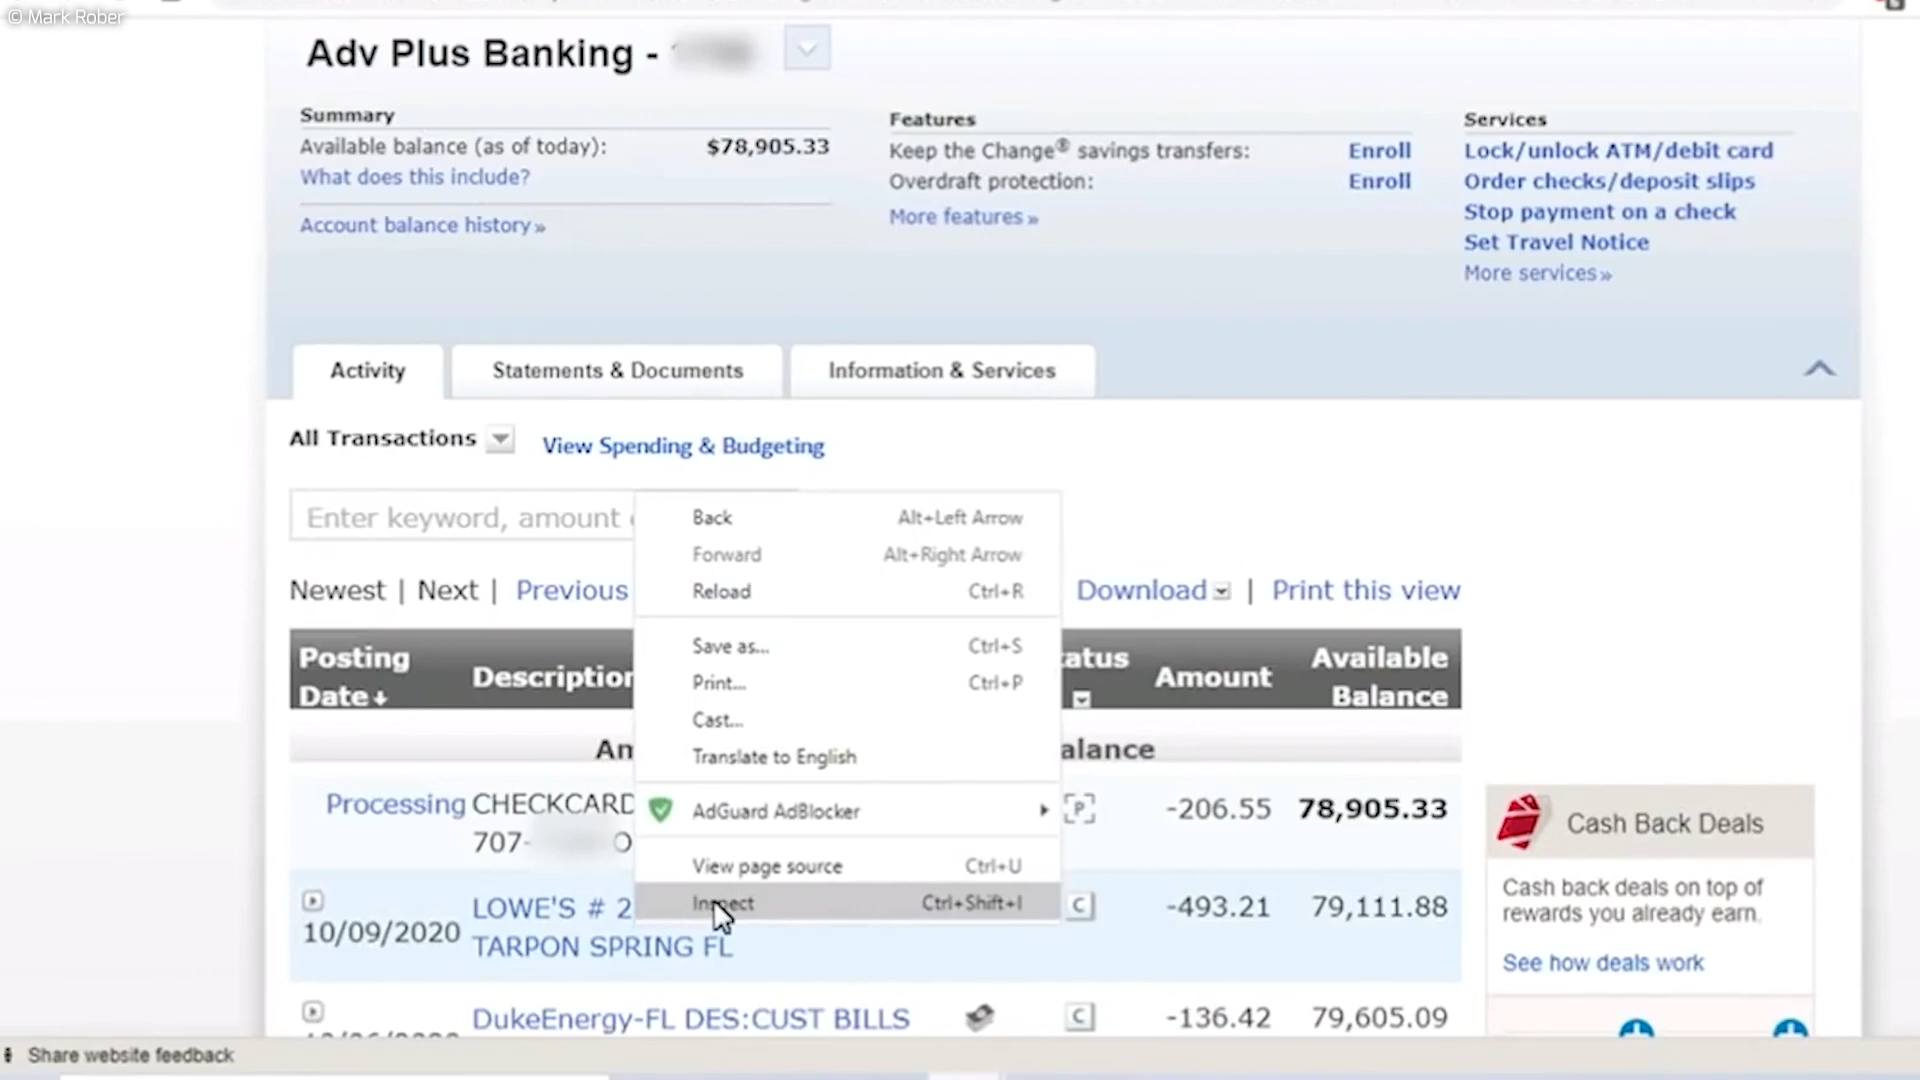 © Mark Rober
Adv Plus Banking -
Summary
Available balance (as of today): $78,905.33
What does this include?
Account balance history »
Features
Keep the Change® savings transfers: Enroll
Overdraft protection: Enroll
More features »
Services
Lock/unlock ATM/debit card
Order checks/deposit slips
Stop payment on a check
Set Travel Notice
More services »
Activity
Statements & Documents
Information & Services
All Transactions
View Spending & Budgeting
Enter keyword, amount
Newest | Next | Previous
Download | Print this view
Back Alt+Left Arrow
Forward Alt+Right Arrow
Reload Ctrl+R
Save as... Ctrl+S
Print... Ctrl+P
Cast...
Translate to English
AdGuard AdBlocker
View page source Ctrl+U
Inspect Ctrl+Shift+I
Posting Date Description Amount Available Balance
Processing CHECKCARD P -206.55 78,905.33
707- O
LOWE'S # 2 C -493.21 79,111.88
10/09/2020
TARPON SPRING FL
DukeEnergy-FL DES:CUST BILLS C -136.42 79,605.09
Cash Back Deals
Cash back deals on top of
rewards you already earn.
See how deals work
Share website feedback